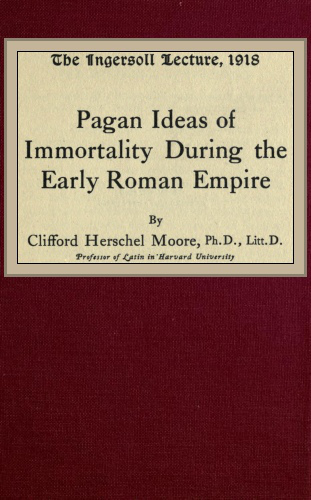 The Ingersoll Lecture, 1918
Pagan Ideas of
Immortality During the
Early Roman Empire
By
Clifford Herschel Moore, Ph.D., Litt.D.
Professor of Latin in Harvard University